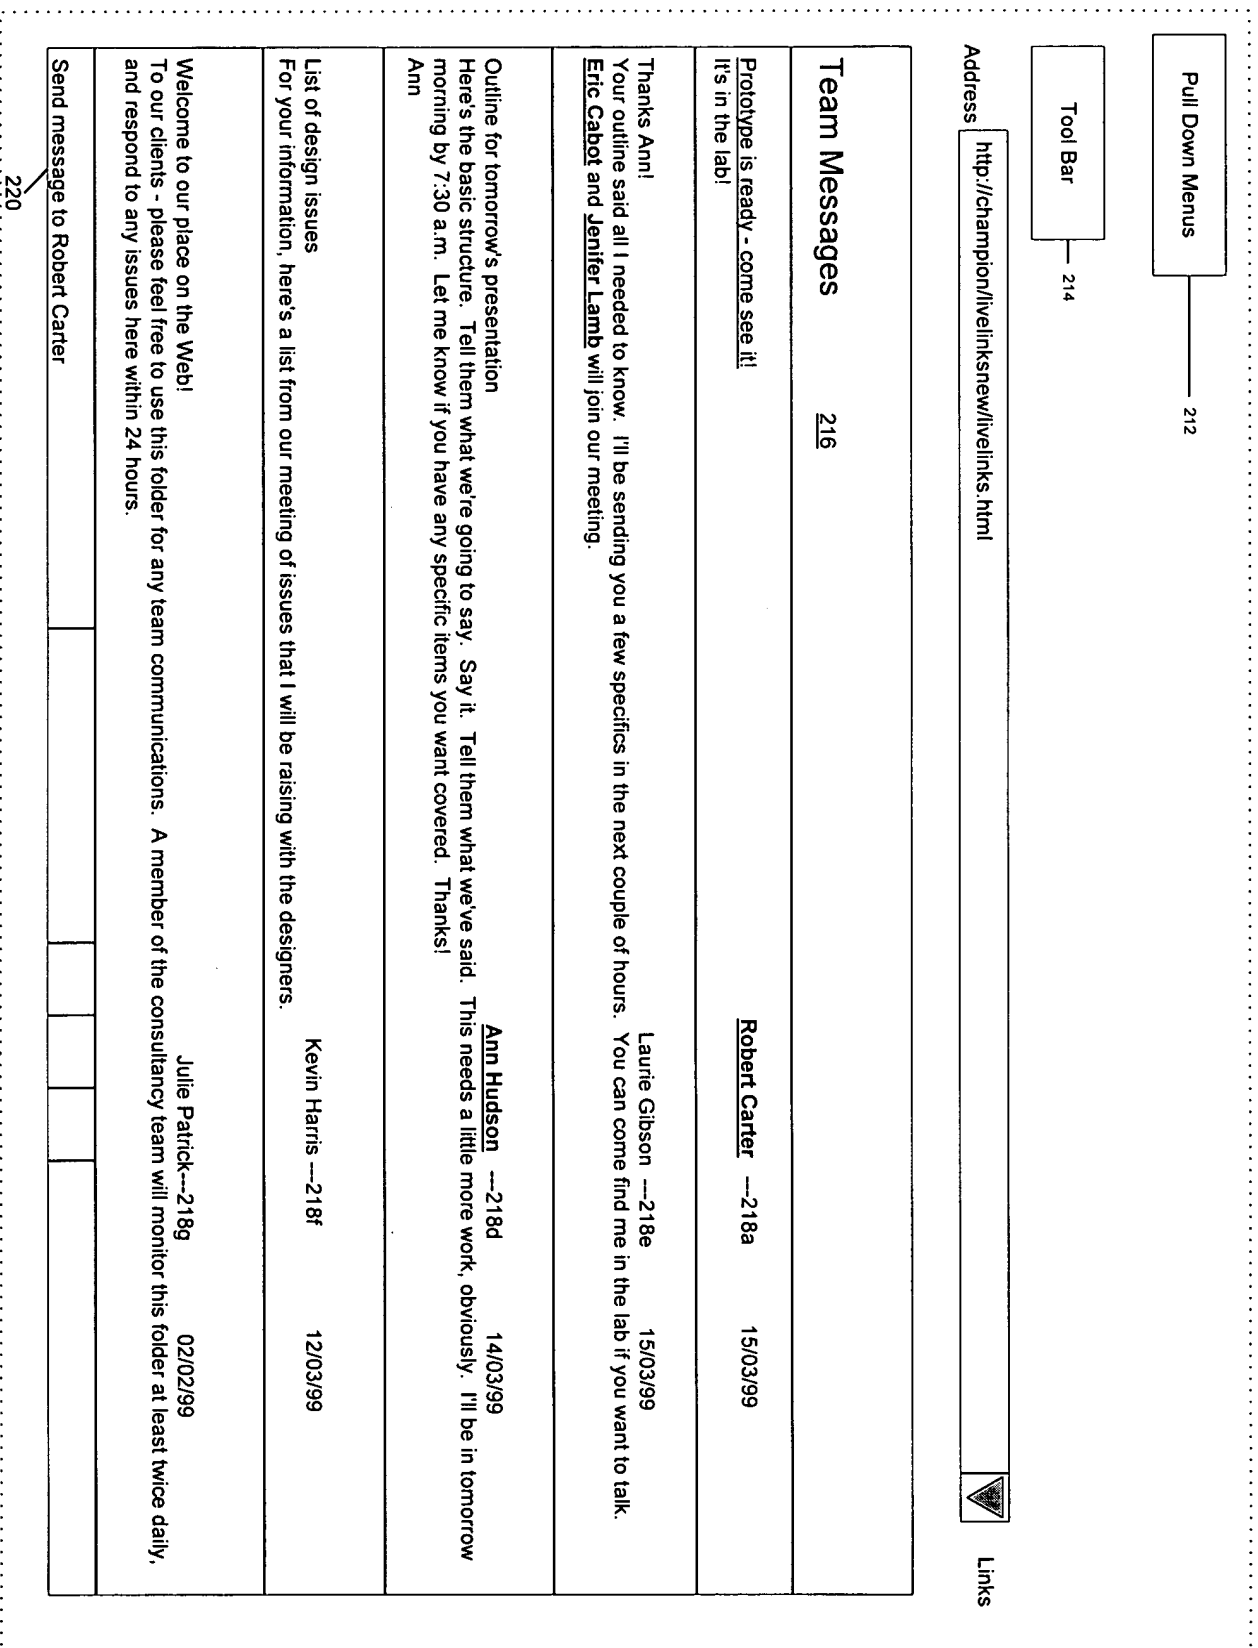 Pull Down Menus
212
Tool Bar
214
Address http://champion/livelinksnew/livelinks.html Links
Team Messages 216
Prototype is ready - come see it! Robert Carter ---218a 15/03/99
It's in the lab!
Thanks Ann! Laurie Gibson ---218e 15/03/99
Your outline said all I needed to know. I'll be sending you a few specifics in the next couple of hours. You can come find me in the lab if you want to talk.
Eric Cabot and Jenifer Lamb will join our meeting.
Outline for tomorrow's presentation Ann Hudson ---218d 14/03/99
Here's the basic structure. Tell them what we're going to say. Say it. Tell them what we've said. This needs a little more work, obviously. I'll be in tomorrow
morning by 7:30 a.m. Let me know if you have any specific items you want covered. Thanks!
Ann
List of design issues Kevin Harris ---218f 12/03/99
For your information, here's a list from our meeting of issues that I will be raising with the designers.
Welcome to our place on the Web! Julie Patrick---218g 02/02/99
To our clients - please feel free to use this folder for any team communications. A member of the consultancy team will monitor this folder at least twice daily,
and respond to any issues here within 24 hours.
Send message to Robert Carter
220